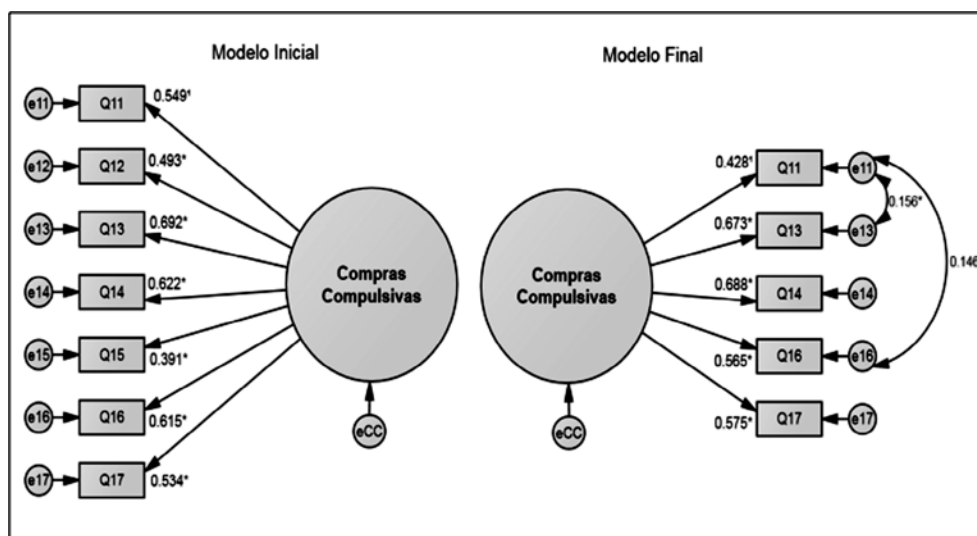 Modelo Inicial
e11 Q11 0.549*
e12 Q12 0.493*
e13 Q13 0.692*
e14 Q14 0.622*
e15 Q15 0.391*
e16 Q16 0.615*
e17 Q17 0.534*
Compras
Compulsivas
eCC
Modelo Final
Compras
Compulsivas
eCC
0.428* Q11 e11
0.156*
0.673* Q13 e13
0.146
0.688* Q14 e14
0.565* Q16 e16
0.575* Q17 e17